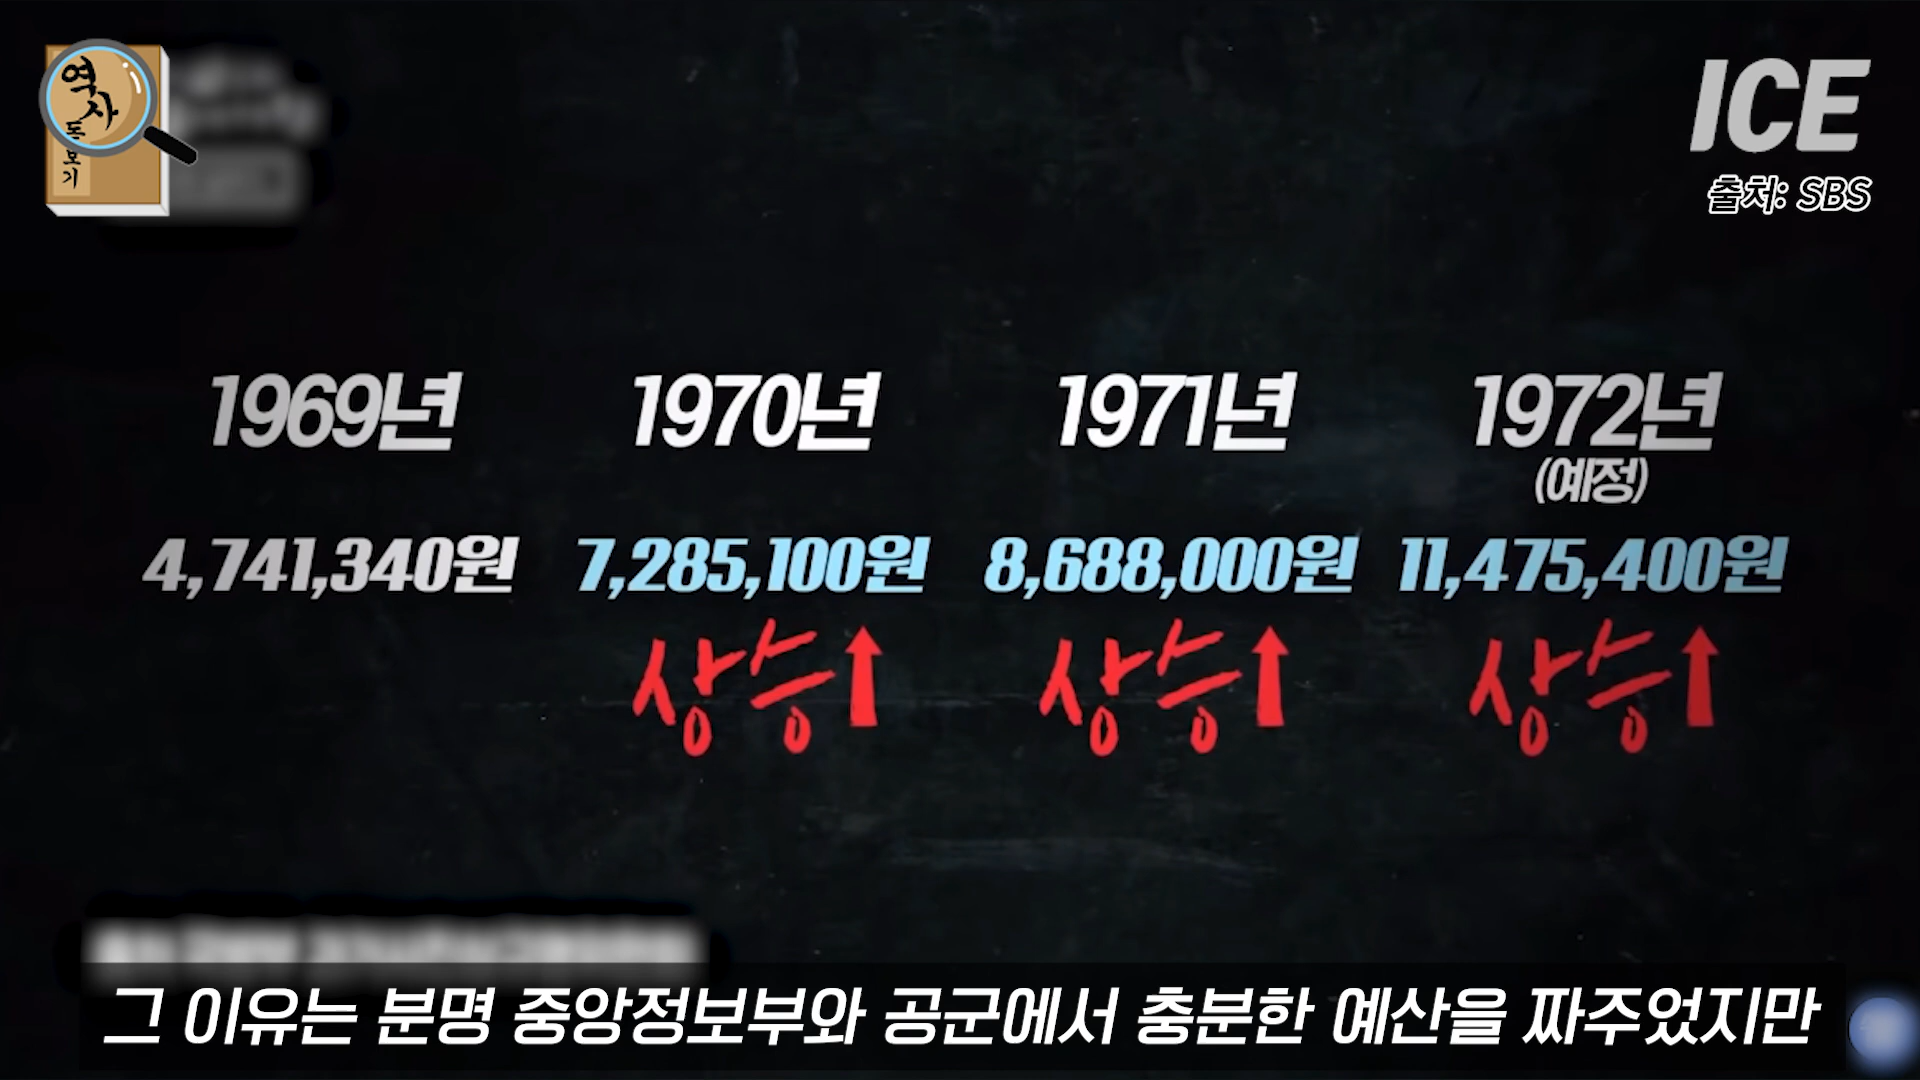 역사
돋보기
ICE
출처: SBS
1969년 1970년 1971년 1972년
(예정)
4,741,340원 7,285,100원 8,688,000원 11,475,400원
상승 상승 상승
그 이유는 분명 중앙정보부와 공군에서 충분한 예산을 짜주었지만